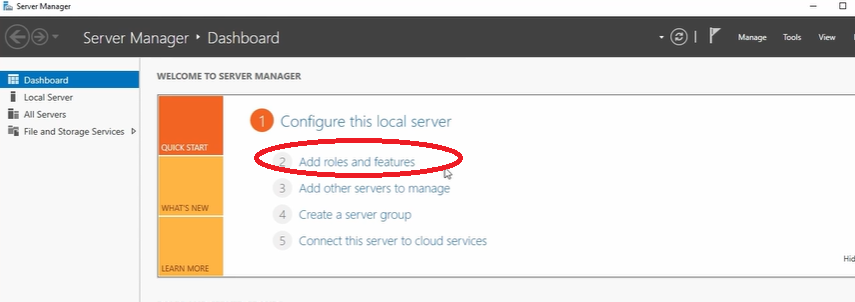 Server Manager
Server Manager • Dashboard
Manage Tools View
Dashboard
Local Server
All Servers
File and Storage Services
WELCOME TO SERVER MANAGER
QUICK START
WHAT'S NEW
LEARN MORE
1 Configure this local server
2 Add roles and features
3 Add other servers to manage
4 Create a server group
5 Connect this server to cloud services